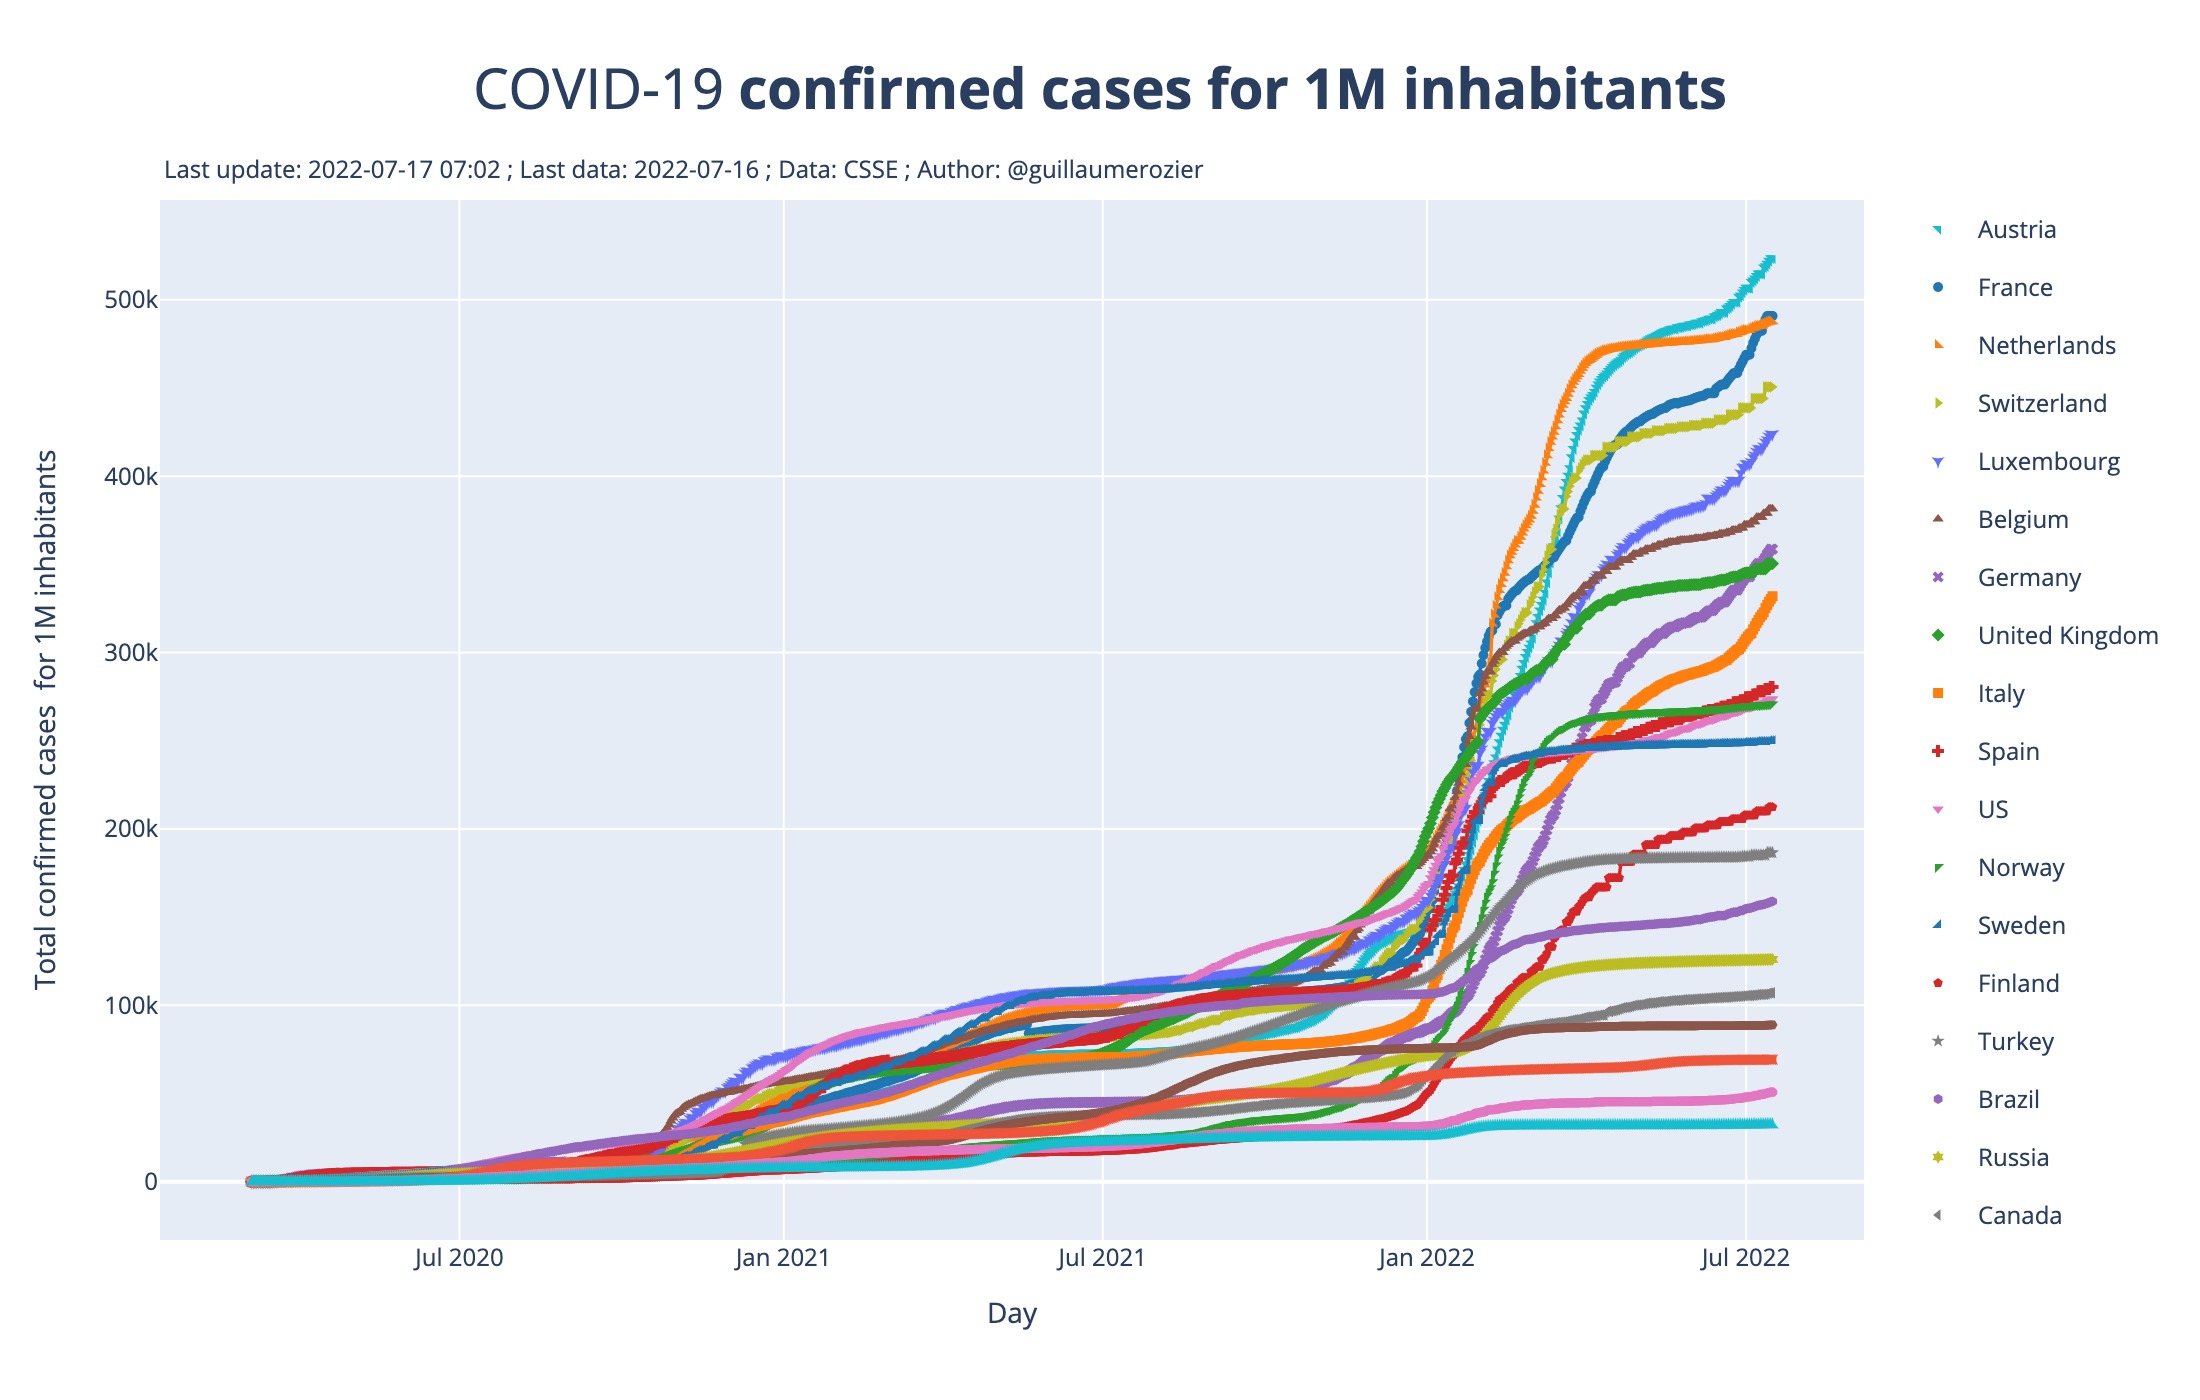 COVID-19 confirmed cases for 1M inhabitants
Last update: 2022-07-17 07:02 ; Last data: 2022-07-16 ; Data: CSSE ; Author: @guillaumerozier
Total confirmed cases for 1M inhabitants
500k
400k
300k
200k
100k
0
Jul 2020
Jan 2021
Jul 2021
Jan 2022
Jul 2022
Day
Austria
France
Netherlands
Switzerland
Luxembourg
Belgium
Germany
United Kingdom
Italy
Spain
US
Norway
Sweden
Finland
Turkey
Brazil
Russia
Canada